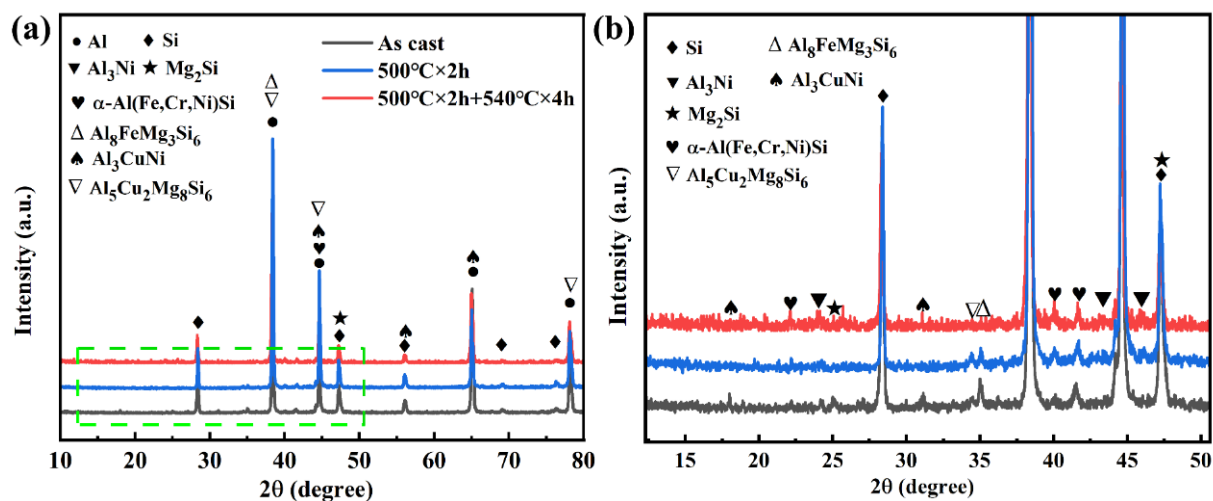 (a)
● Al ♦ Si
▼ Al₃Ni ★ Mg₂Si
♥ α-Al(Fe,Cr,Ni)Si
△ Al₈FeMg₃Si₆
♠ Al₃CuNi
▽ Al₅Cu₂Mg₈Si₆
As cast
500°C×2h
500°C×2h+540°C×4h
Intensity (a.u.)
10 20 30 40 50 60 70 80
2θ (degree)
(b)
♦ Si △ Al₈FeMg₃Si₆
▼ Al₃Ni ♠ Al₃CuNi
★ Mg₂Si
♥ α-Al(Fe,Cr,Ni)Si
▽ Al₅Cu₂Mg₈Si₆
Intensity (a.u.)
15 20 25 30 35 40 45 50
2θ (degree)